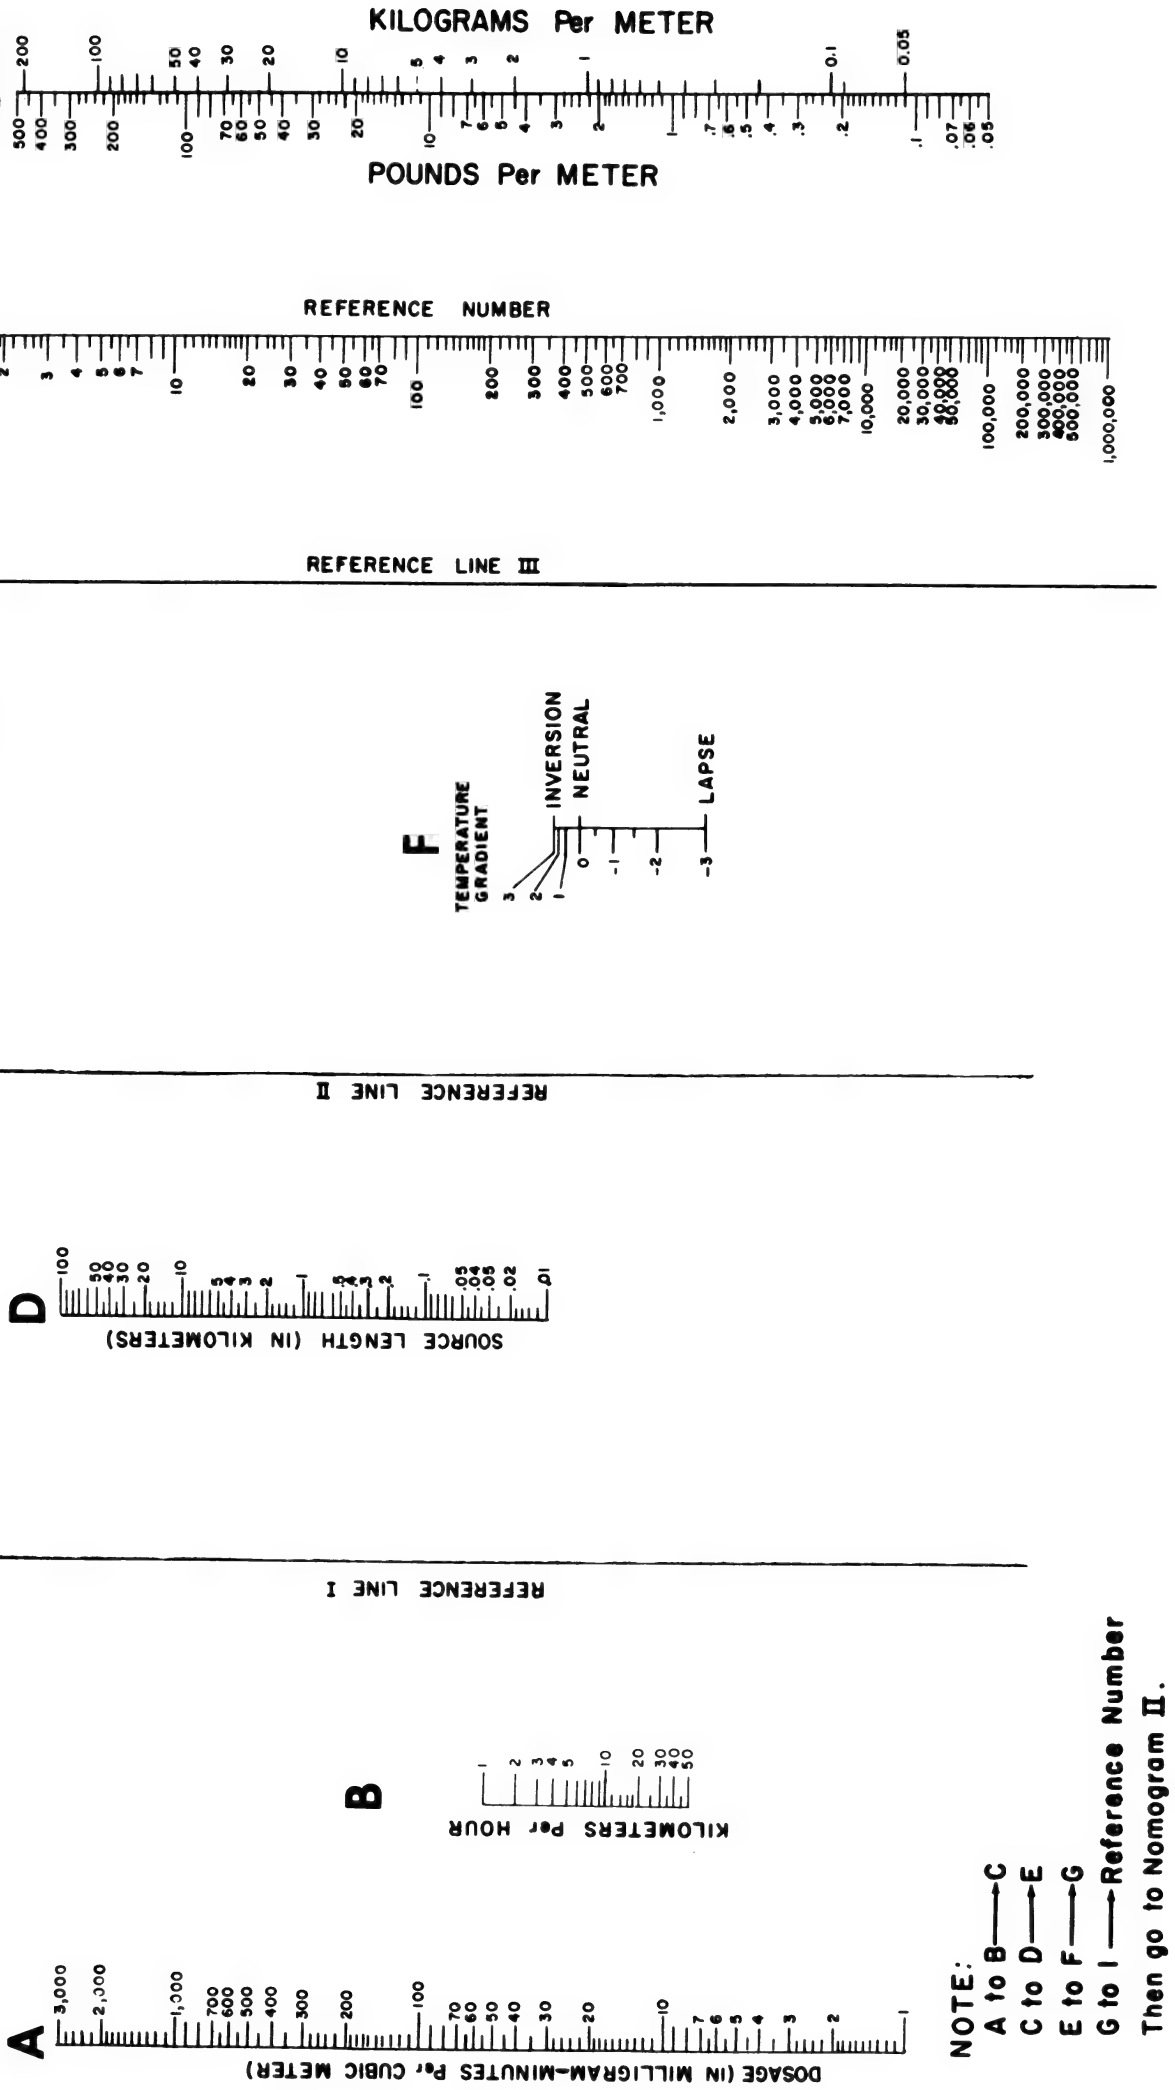 KILOGRAMS Per METER
200 100 50 40 30 20 10 5 4 3 2 1 0.1 0.05
500 400 300 200 100 70 60 50 40 30 20 10 7 6 5 4 3 2 1 .7 .6 .5 .4 .3 .2 .1 .07 .06 .05
POUNDS Per METER
REFERENCE NUMBER
2 3 4 5 6 7 10 20 30 40 50 60 70 100 200 300 400 500 600 700 1,000 2,000 3,000 4,000 5,000 6,000 7,000 10,000 20,000 30,000 40,000 50,000 100,000 200,000 300,000 400,000 500,000 1,000,000
REFERENCE LINE III
F
TEMPERATURE
GRADIENT
3 2 1 0 -1 -2 -3
INVERSION
NEUTRAL
LAPSE
REFERENCE LINE II
D
100 50 40 30 20 10 5 4 3 2 1 .5 .4 .3 .2 .1 .05 .04 .05 .02 .01
SOURCE LENGTH (IN KILOMETERS)
REFERENCE LINE I
B
1 2 3 4 5 10 20 30 40 50
KILOMETERS Per HOUR
A
3,000 2,000 1,000 700 600 500 400 300 200 100 70 60 50 40 30 20 10 7 6 5 4 3 2 1
DOSAGE (IN MILLIGRAM-MINUTES Per CUBIC METER)
NOTE:
A to B → C
C to D → E
E to F → G
G to I → Reference Number
Then go to Nomogram II.